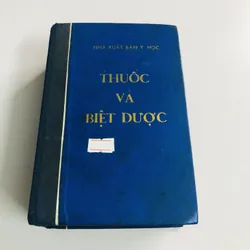 NHÀ XUẤT BẢN Y HỌC
THUỐC
VÀ
BIỆT DƯỢC